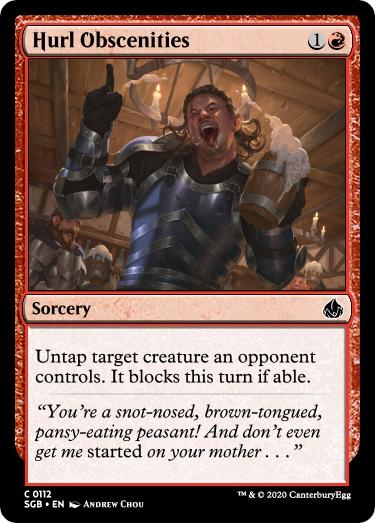 Hurl Obscenities 1
Sorcery
Untap target creature an opponent
controls. It blocks this turn if able.
“You’re a snot-nosed, brown-tongued,
pansy-eating peasant! And don’t even
get me started on your mother . . .”
C 0112
SGB • EN Andrew Chou
™ & © 2020 CanterburyEgg